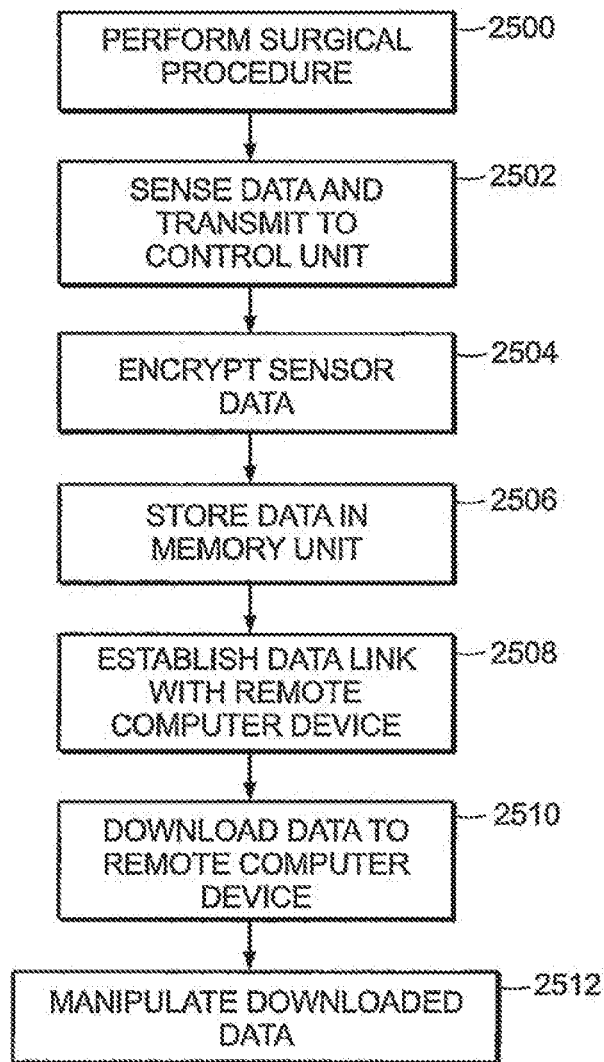 PERFORM SURGICAL
PROCEDURE
2500
SENSE DATA AND
TRANSMIT TO
CONTROL UNIT
2502
ENCRYPT SENSOR
DATA
2504
STORE DATA IN
MEMORY UNIT
2506
ESTABLISH DATA LINK
WITH REMOTE
COMPUTER DEVICE
2508
DOWNLOAD DATA TO
REMOTE COMPUTER
DEVICE
2510
MANIPULATE DOWNLOADED
DATA
2512